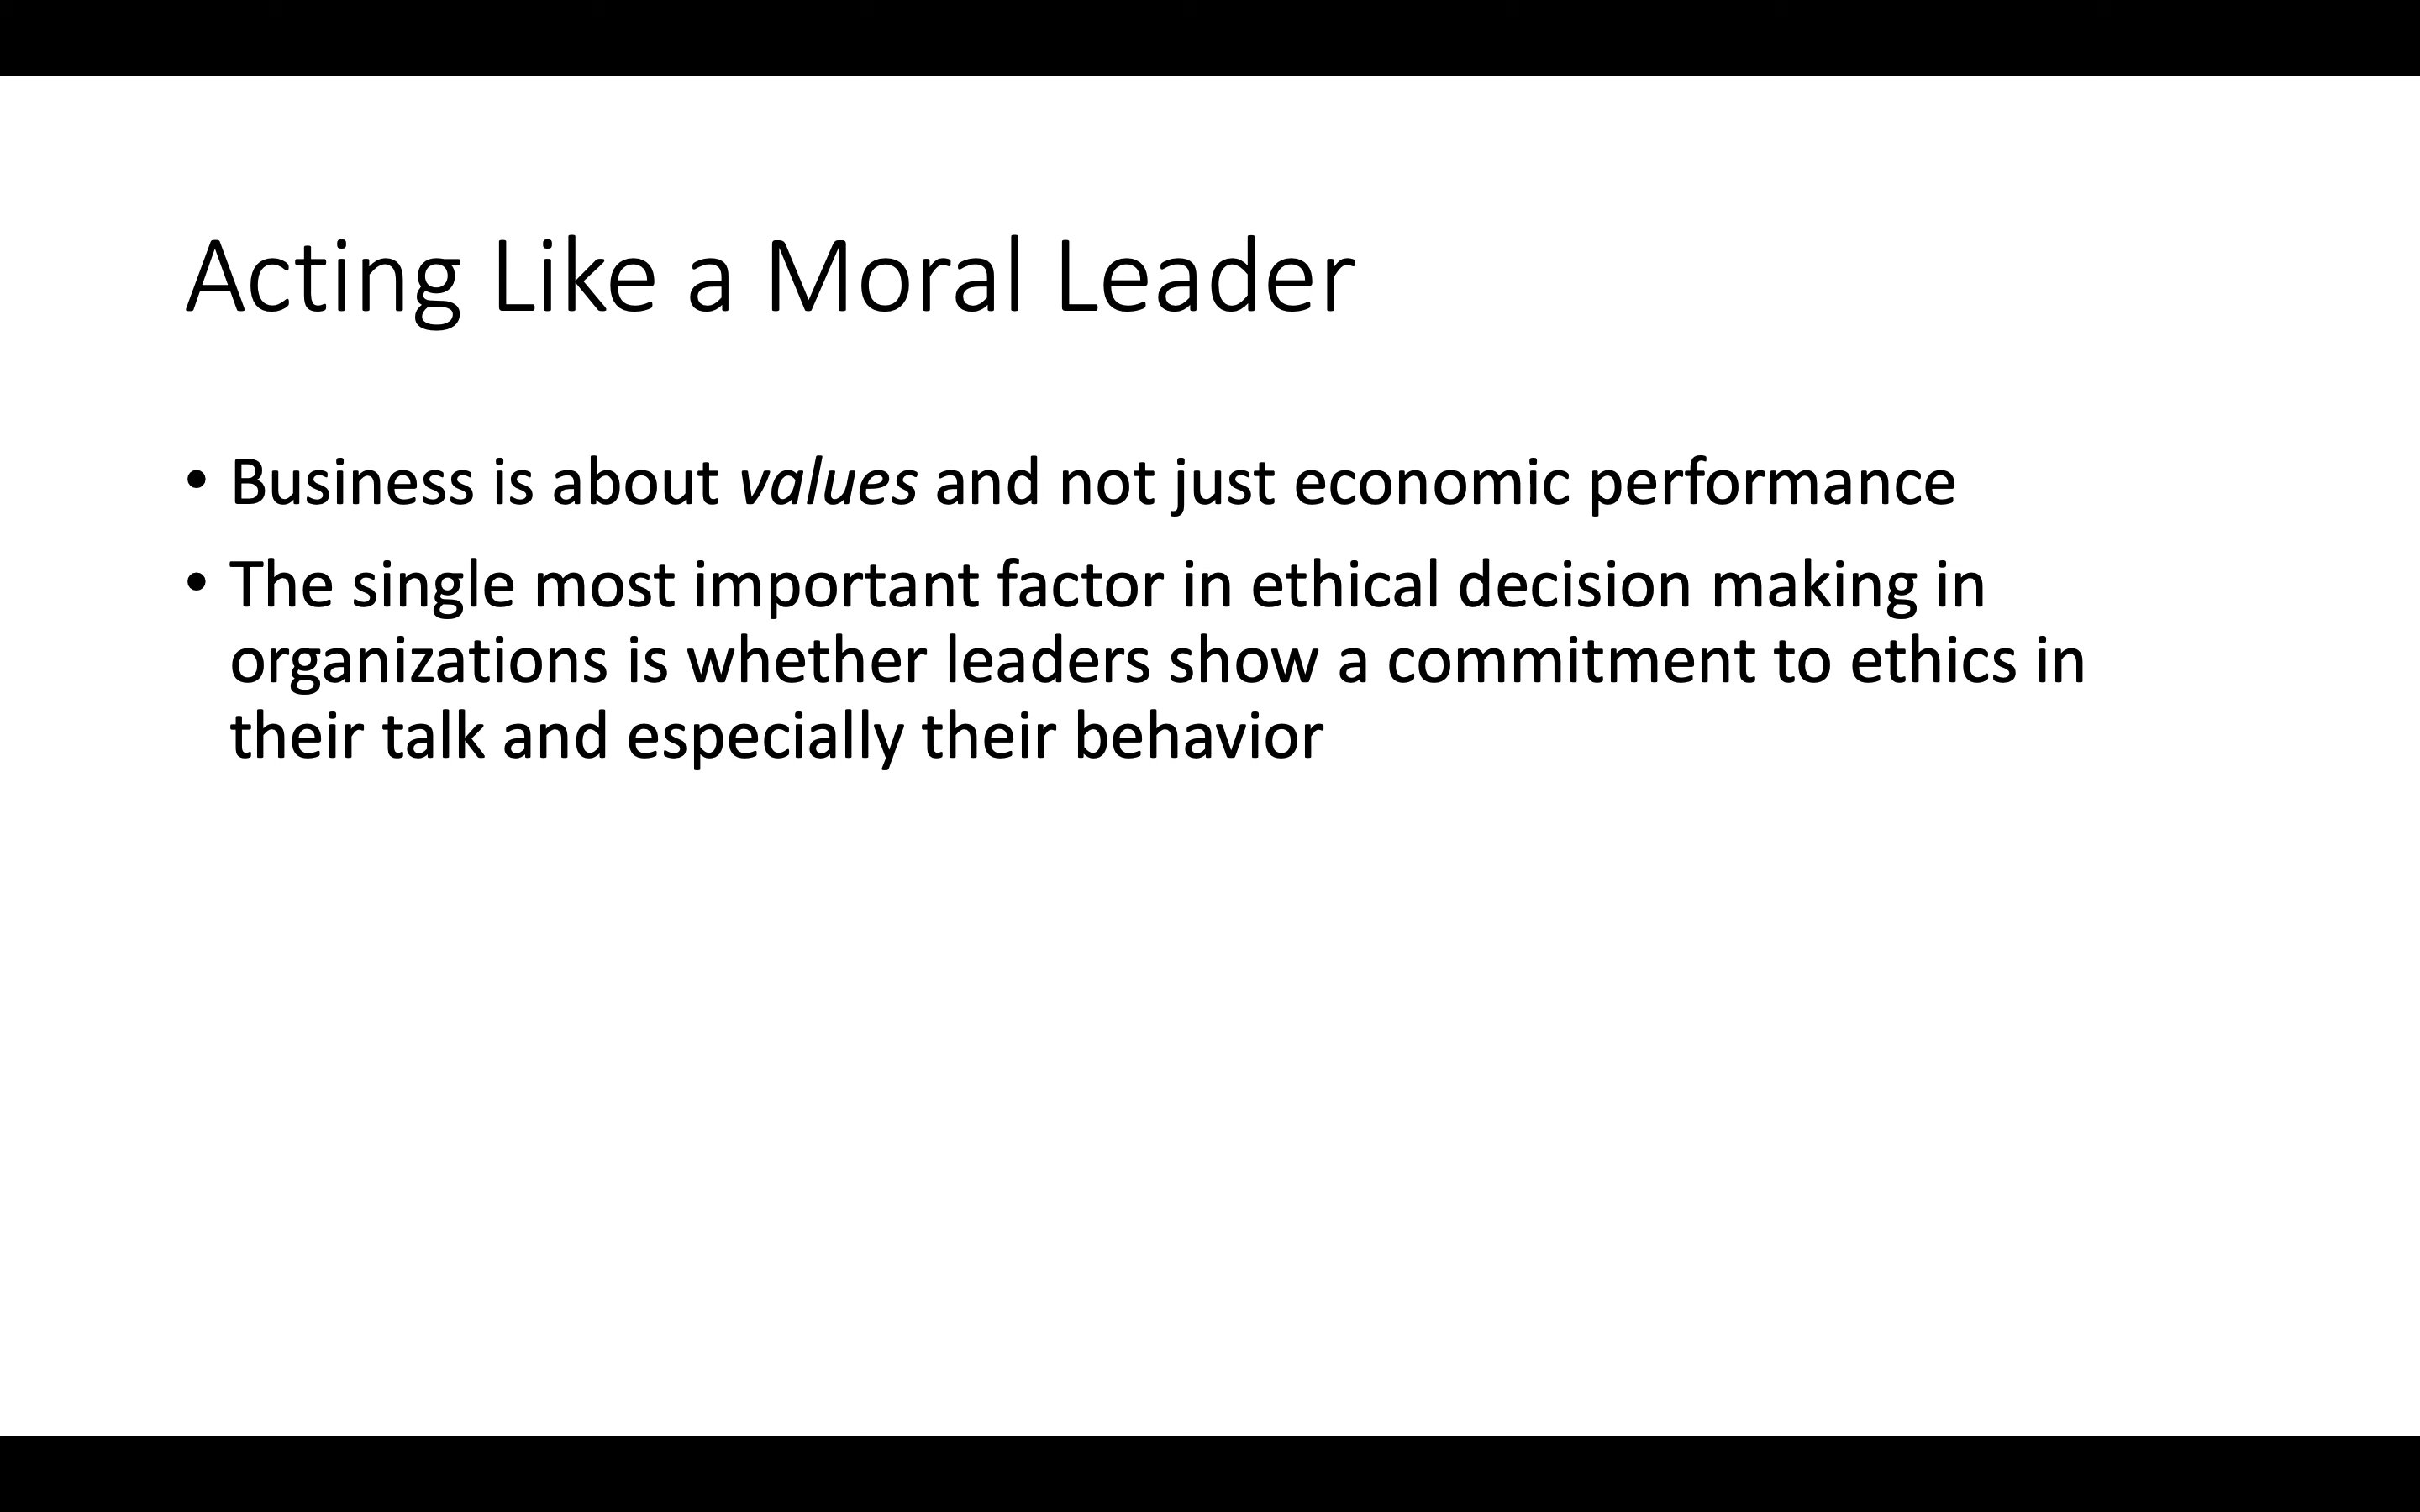 Acting Like a Moral Leader
• Business is about values and not just economic performance
• The single most important factor in ethical decision making in
organizations is whether leaders show a commitment to ethics in
their talk and especially their behavior